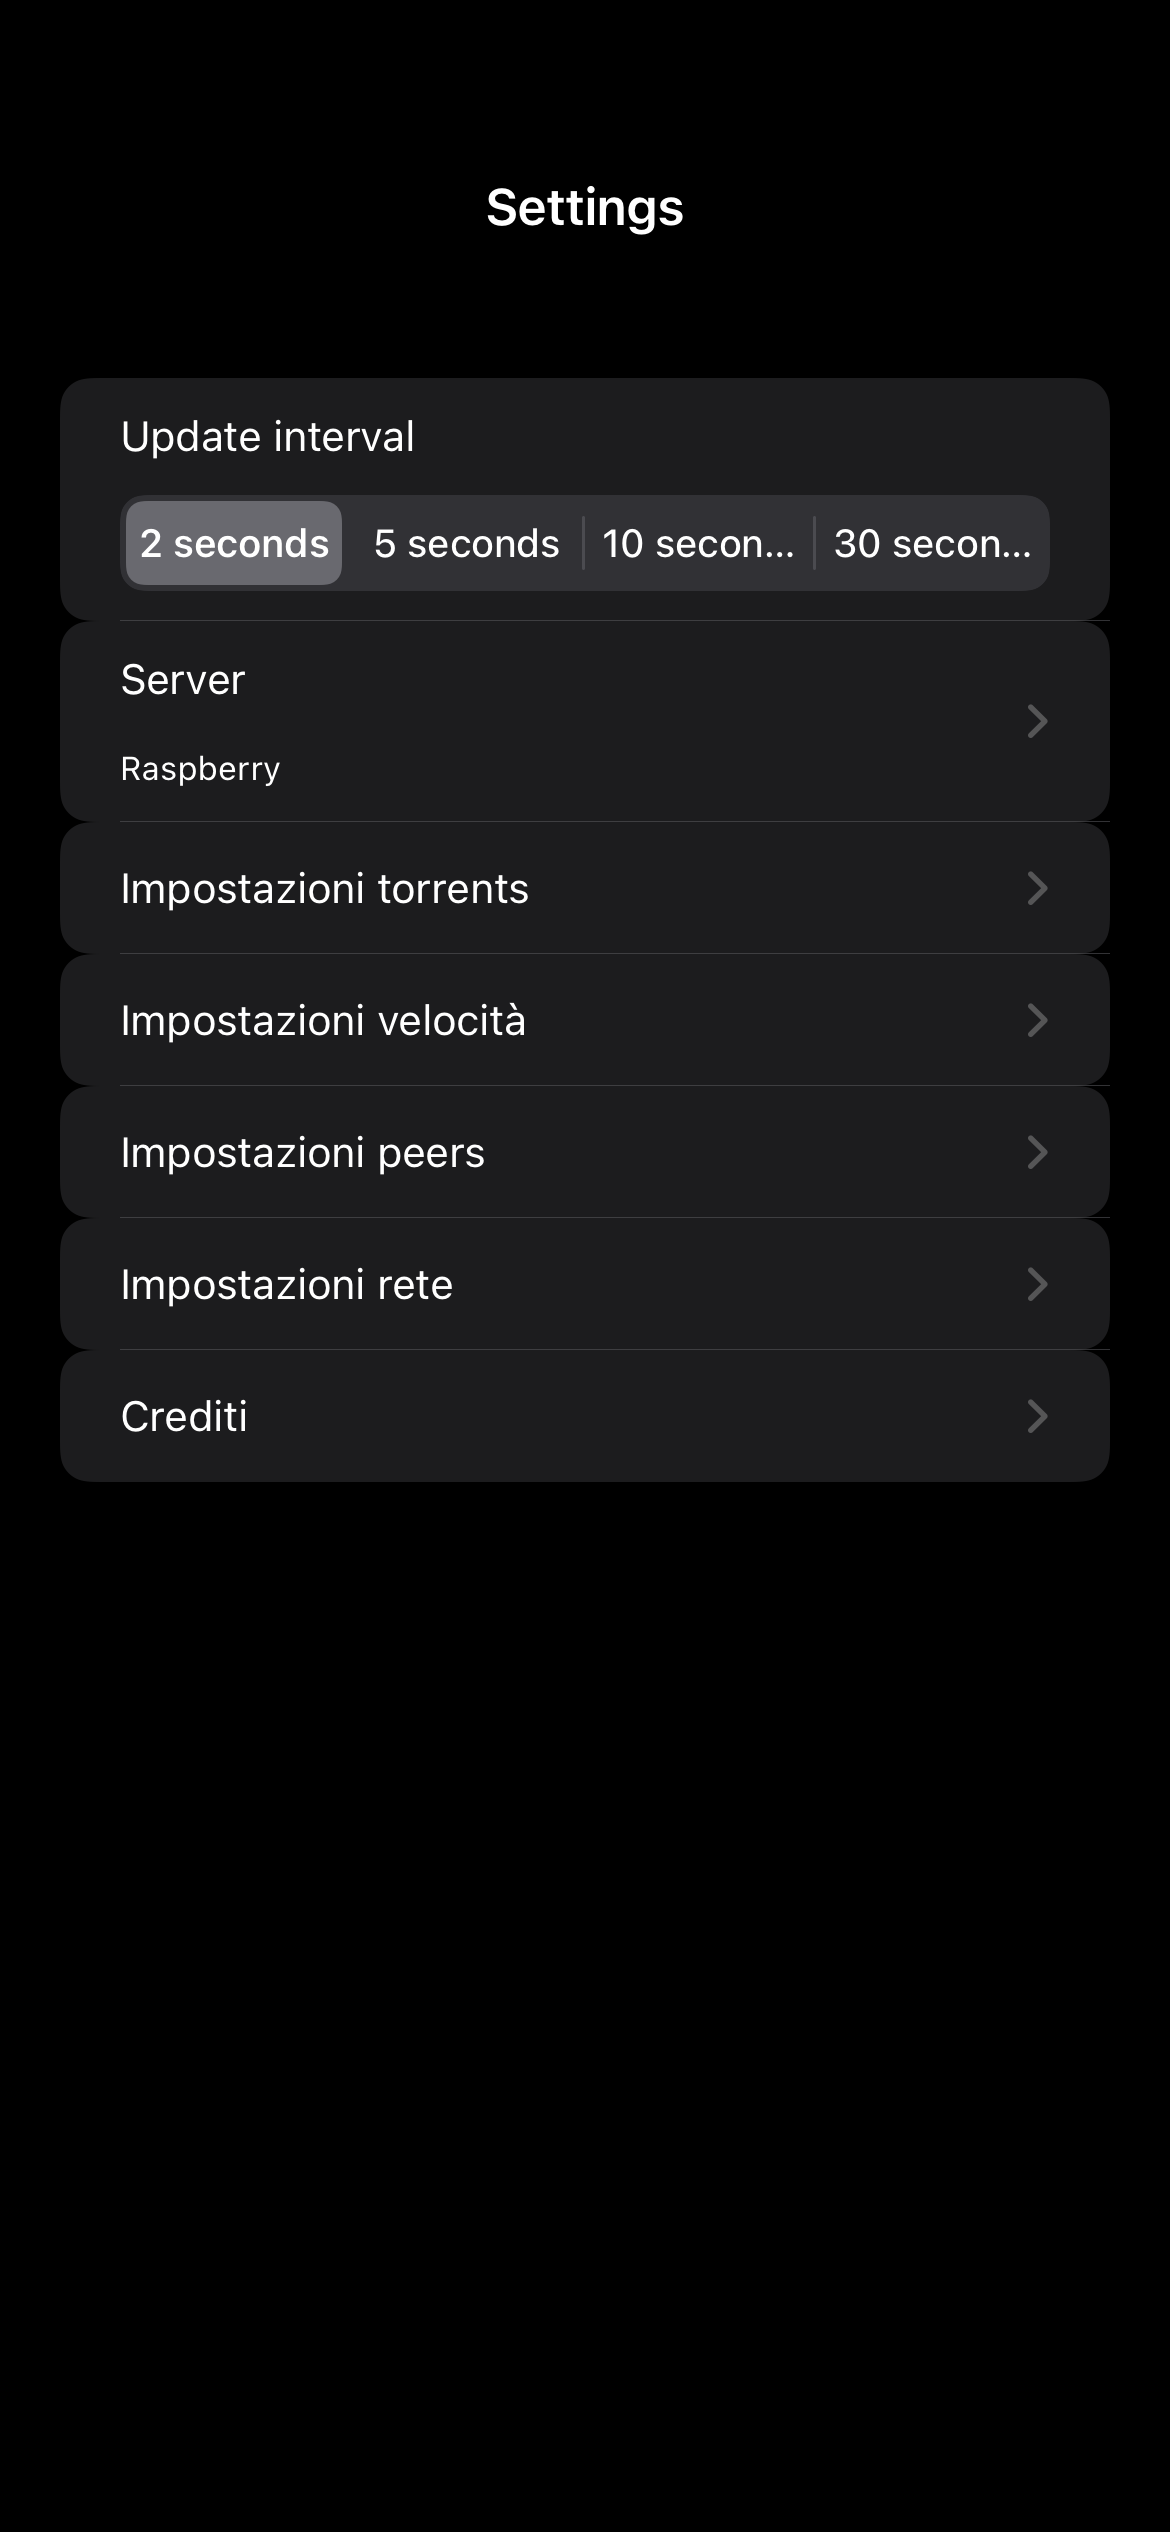 Settings
Update interval
2 seconds 5 seconds 10 secon... 30 secon...
Server
Raspberry
Impostazioni torrents
Impostazioni velocità
Impostazioni peers
Impostazioni rete
Crediti